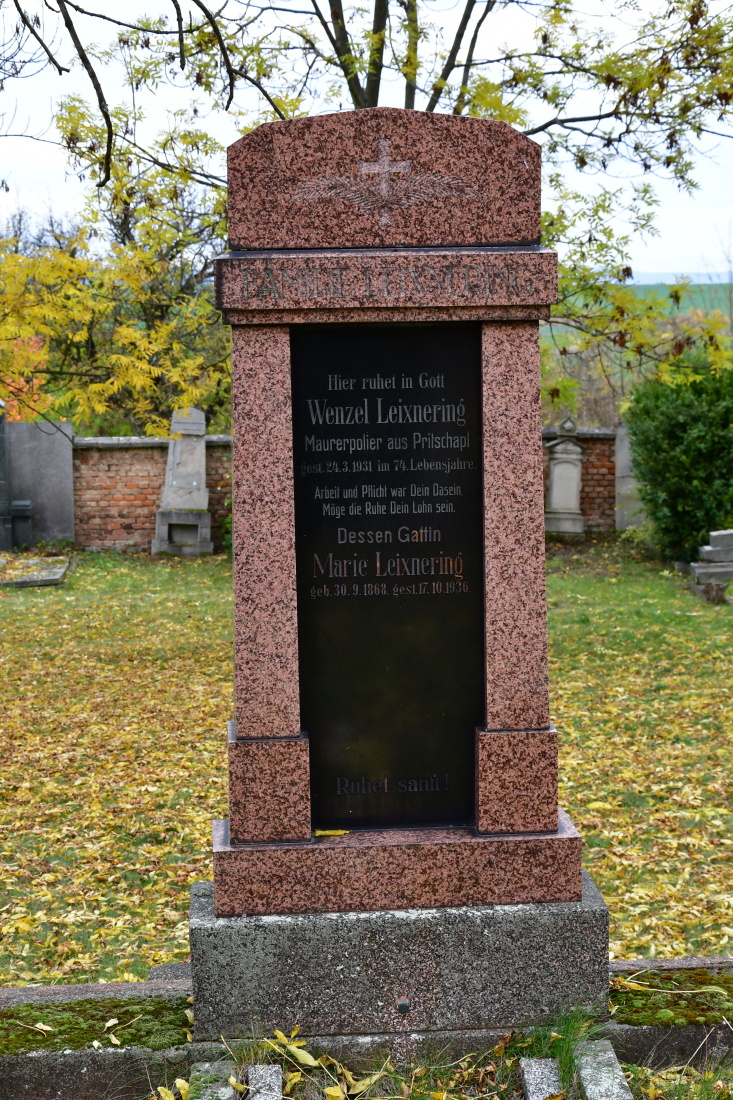 FAMILIE LEIXNERING
Hier ruhet in Gott
Wenzel Leixnering
Maurerpolier aus Pritschapl
gest. 24.3.1931 im 74. Lebensjahre.
Arbeit und Pflicht war Dein Dasein,
Möge die Ruhe Dein Lohn sein.
Dessen Gattin
Marie Leixnering
geb. 30.9.1868. gest. 17.10.1936
Ruhet sanft!